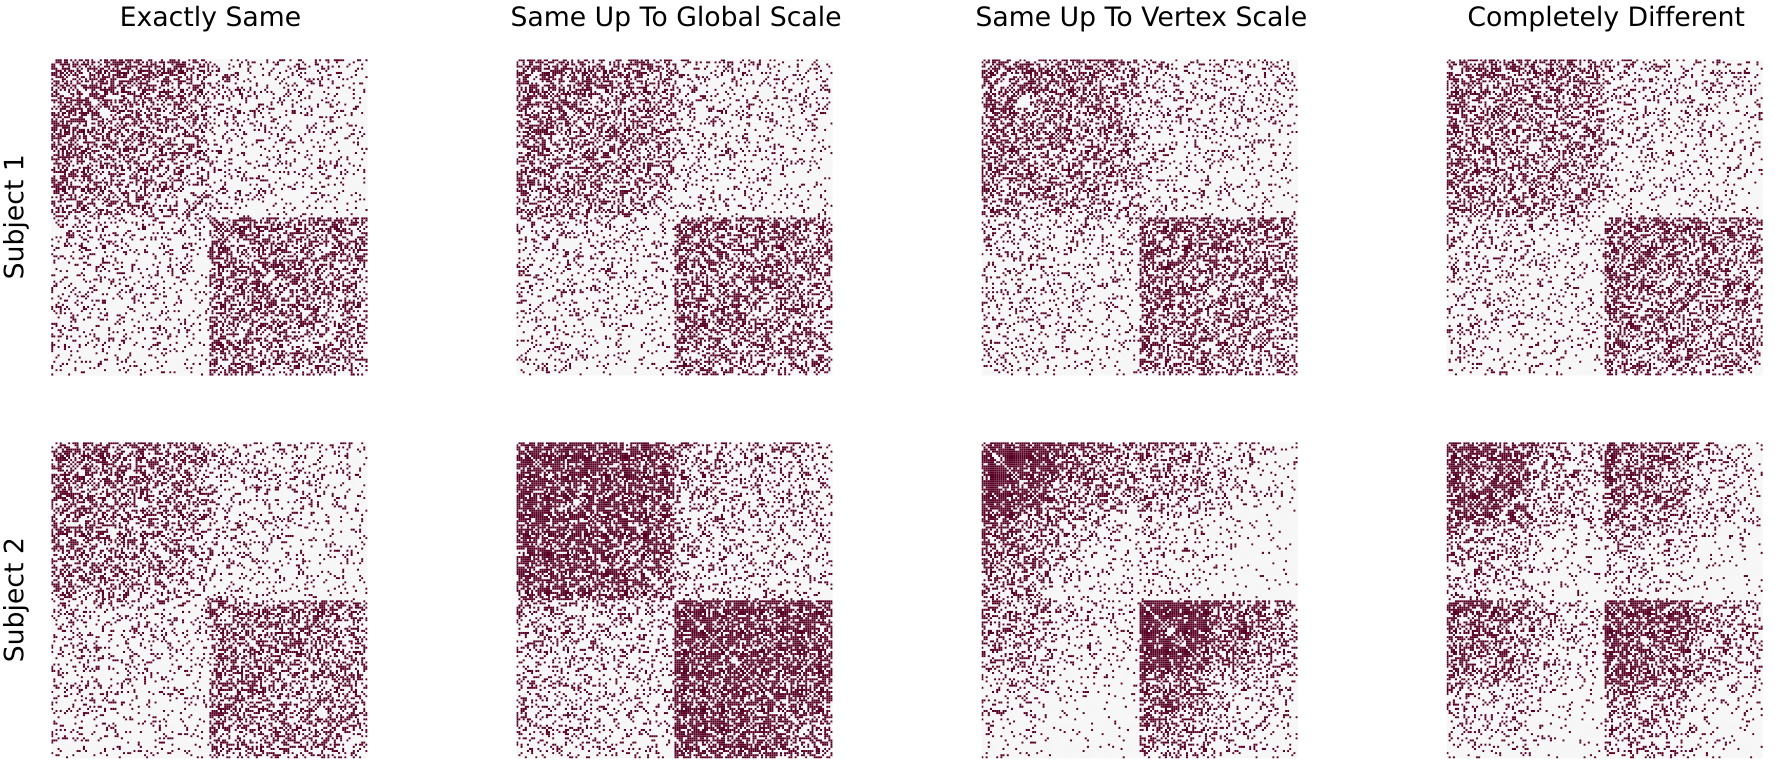 Exactly Same
Same Up To Global Scale
Same Up To Vertex Scale
Completely Different
Subject 1
Subject 2